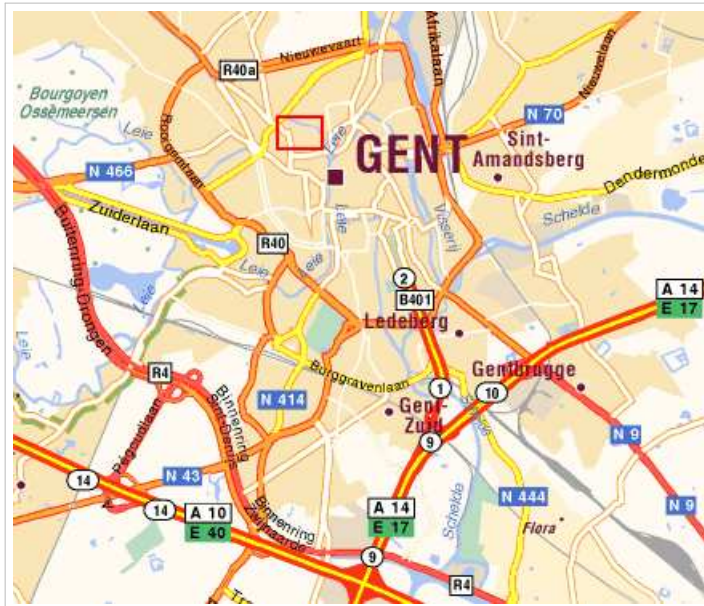 Nieuwevaart
Afrikalaan
R40a
Nieuwelaan
Bourgoyen
Ossemeersen
Leie
Leie
N 70
Rooigemlaan
GENT
Sint-
Amandsberg
N 466
Dendermonde
Zuiderlaan
Leie
Visserij
Schelde
Buitenring-Drongen
R40
Leie
Leie
2
A 14
E 17
Leie
B401
Ledeberg
Leie
R4
Burggravenlaan
Gentbrugge
Binnenring
Sint-Denijs
N 414
1
10
Gent-
Zuid
Schelde
9
N 9
N 43
14
14
A 10
E 40
Binnenring
Zwijnaarde
A 14
E 17
Schelde
N 444
N 9
Flora
9
R4